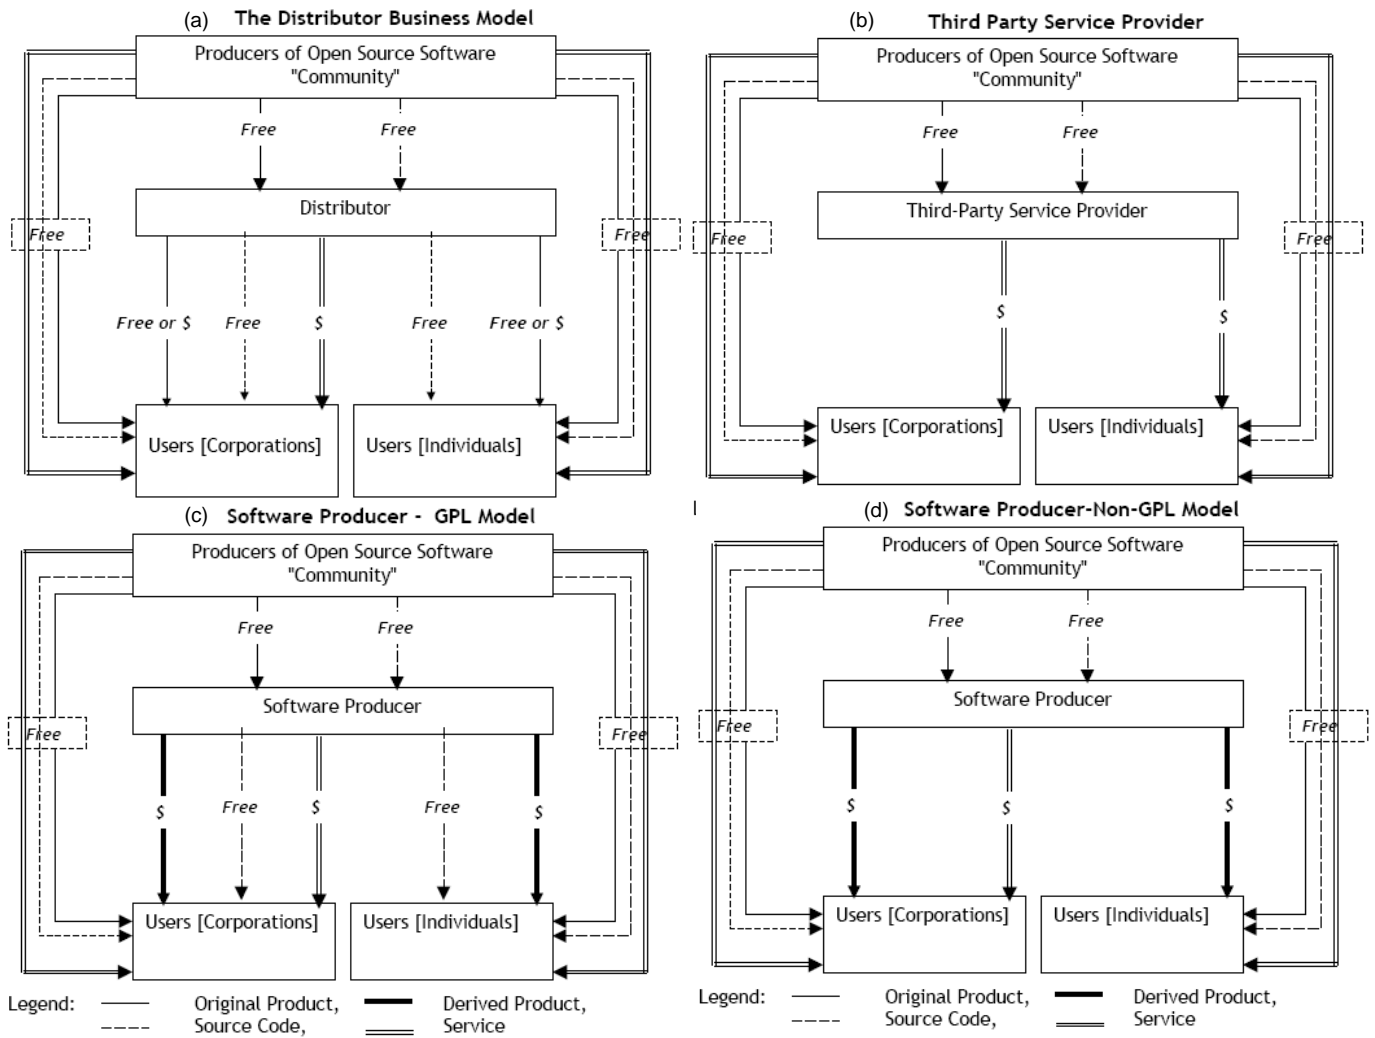 (a) The Distributor Business Model
Producers of Open Source Software
"Community"
Free
Free
Distributor
Free
Free
Free or $
Free
$
Free
Free or $
Users [Corporations]
Users [Individuals]
(b) Third Party Service Provider
Producers of Open Source Software
"Community"
Free
Free
Third-Party Service Provider
Free
Free
$
$
Users [Corporations]
Users [Individuals]
(c) Software Producer - GPL Model
Producers of Open Source Software
"Community"
Free
Free
Software Producer
Free
Free
$
Free
$
Free
$
Users [Corporations]
Users [Individuals]
Legend: Original Product, Derived Product,
Source Code, Service
(d) Software Producer-Non-GPL Model
Producers of Open Source Software
"Community"
Free
Free
Software Producer
Free
Free
$
$
$
Users [Corporations]
Users [Individuals]
Legend: Original Product, Derived Product,
Source Code, Service